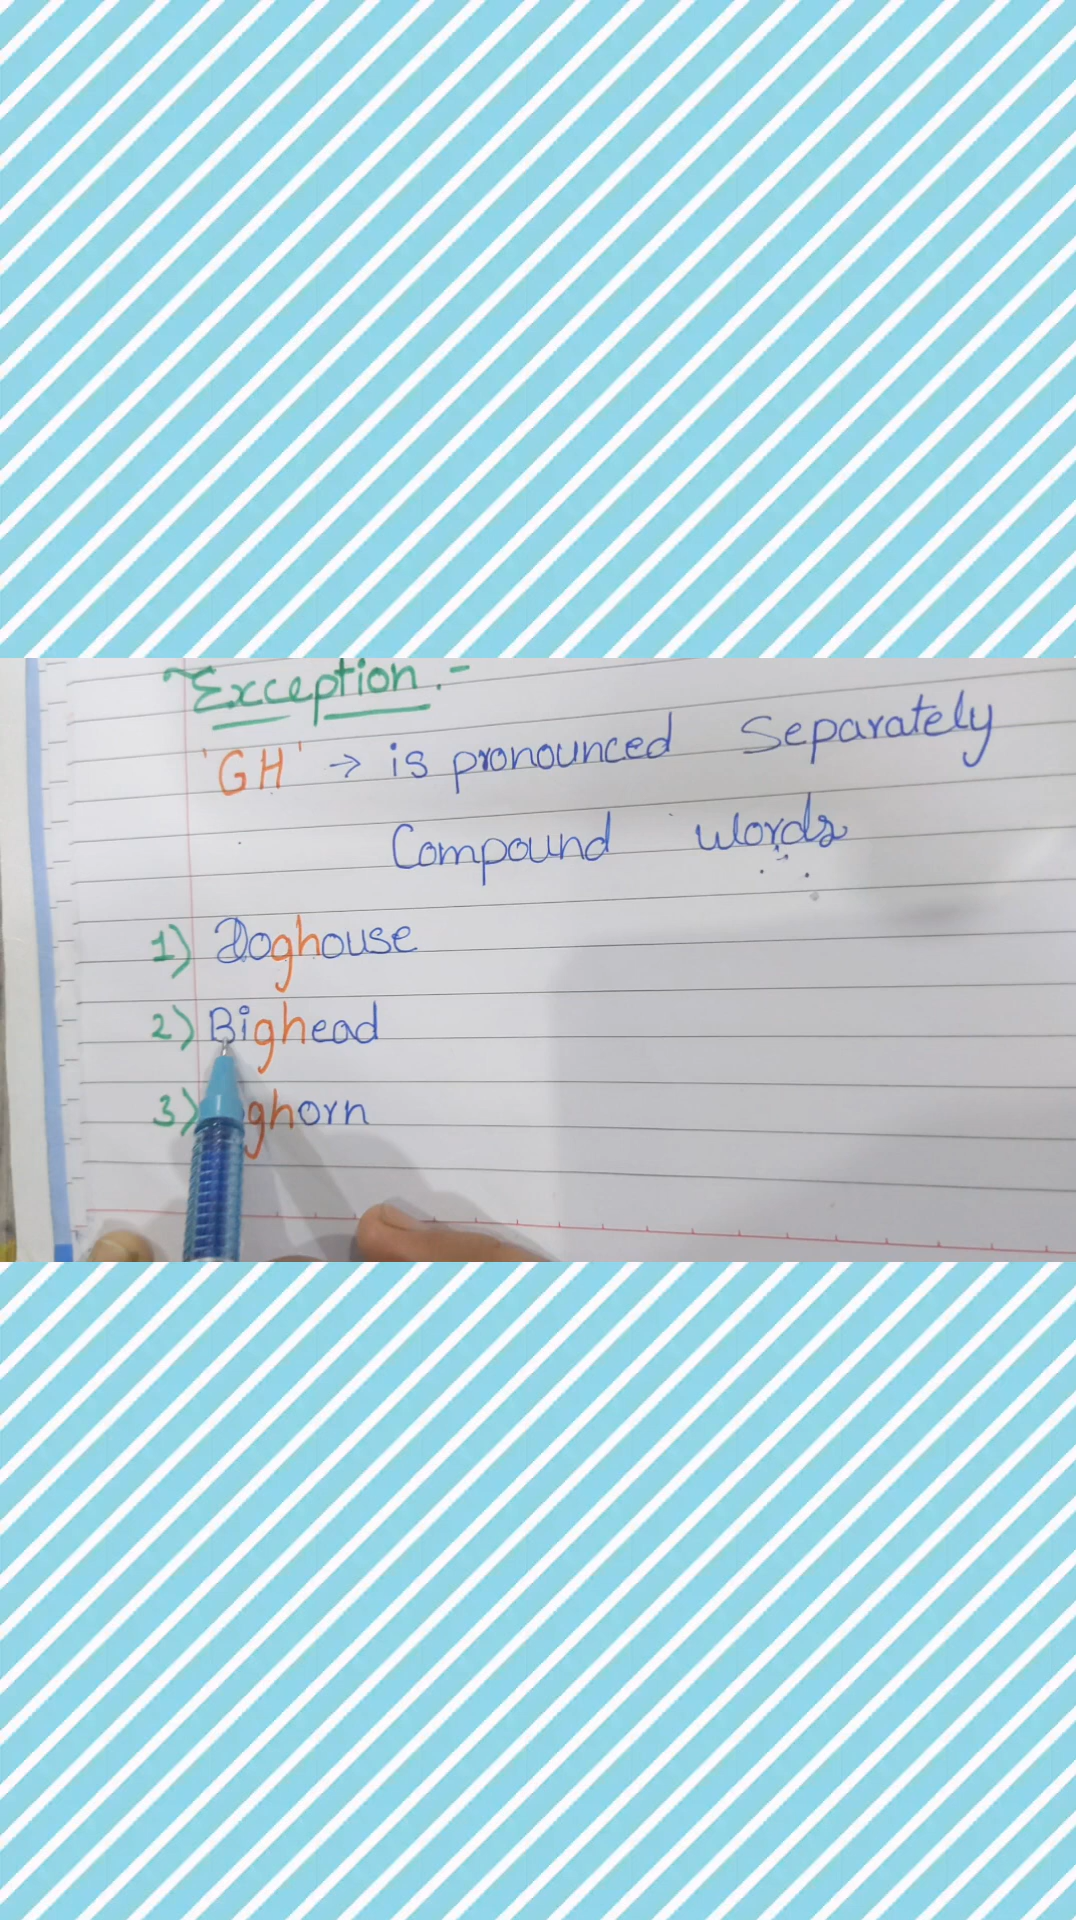 Exception :-
'GH' → is pronounced separately
Compound words
1) Doghouse
2) Bighead
3) ghorn